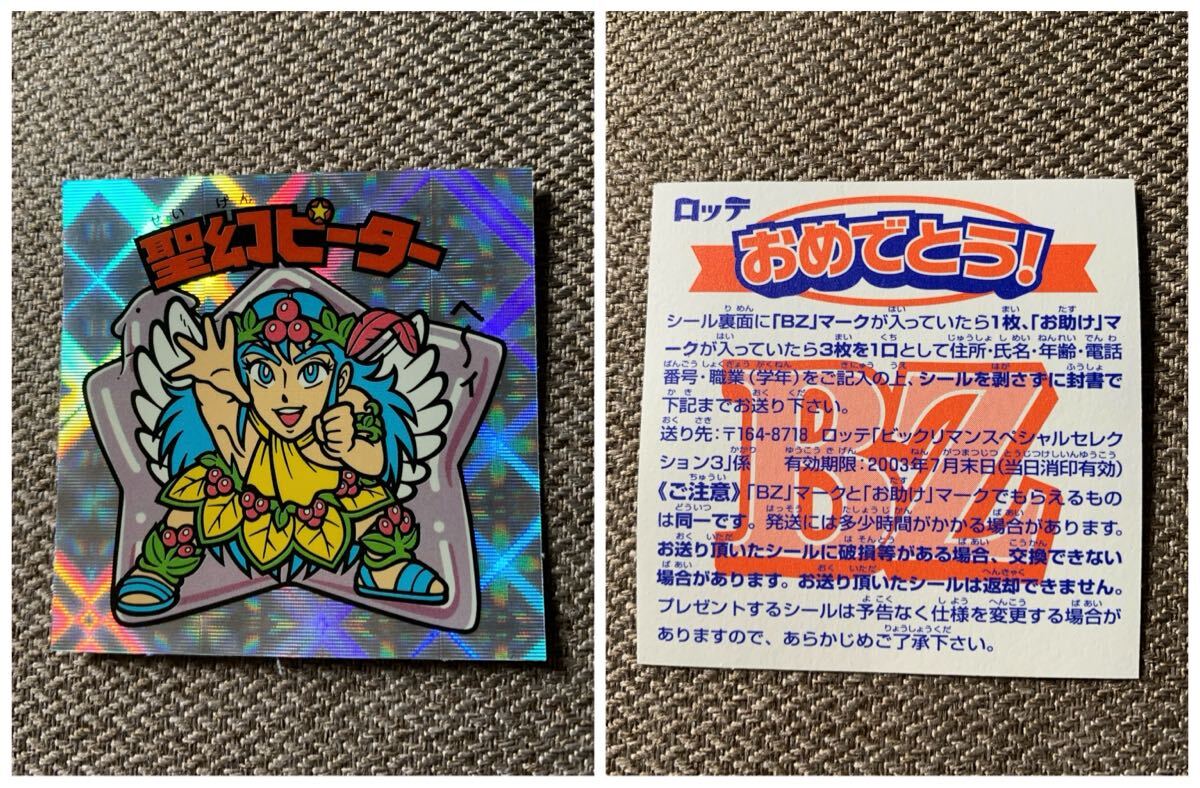 せいげん
聖幻ピーター
ヘーイ
ロッテ
おめでとう!
シール裏面に「BZ」マークが入っていたら1枚、「お助け」マ
ークが入っていたら3枚を1口として住所・氏名・年齢・電話
番号・職業(学年)をご記入の上、シールを剥さずに封書で
下記までお送り下さい。
送り先:〒164-8718 ロッテ「ビックリマンスペシャルセレク
ション3」係 有効期限:2003年7月末日(当日消印有効)
《ご注意》「BZ」マークと「お助け」マークでもらえるもの
は同一です。発送には多少時間がかかる場合があります。
お送り頂いたシールに破損等がある場合、交換できない
場合があります。お送り頂いたシールは返却できません。
プレゼントするシールは予告なく仕様を変更する場合が
ありますので、あらかじめご了承下さい。
BZ